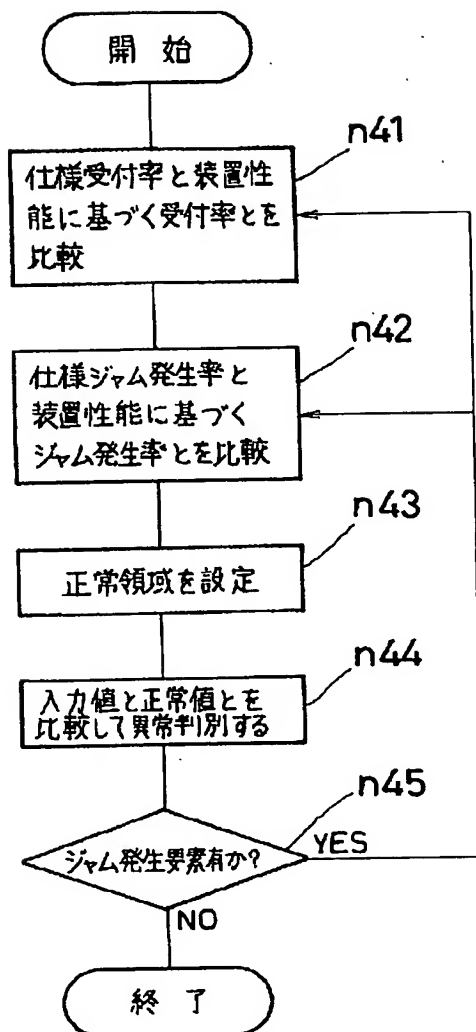 開始
n41
仕様受付率と装置性
能に基づく受付率とを
比較
n42
仕様ジャム発生率と
装置性能に基づく
ジャム発生率とを比較
n43
正常領域を設定
n44
入力値と正常値とを
比較して異常判別する
n45
ジャム発生要素有か?
YES
NO
終了